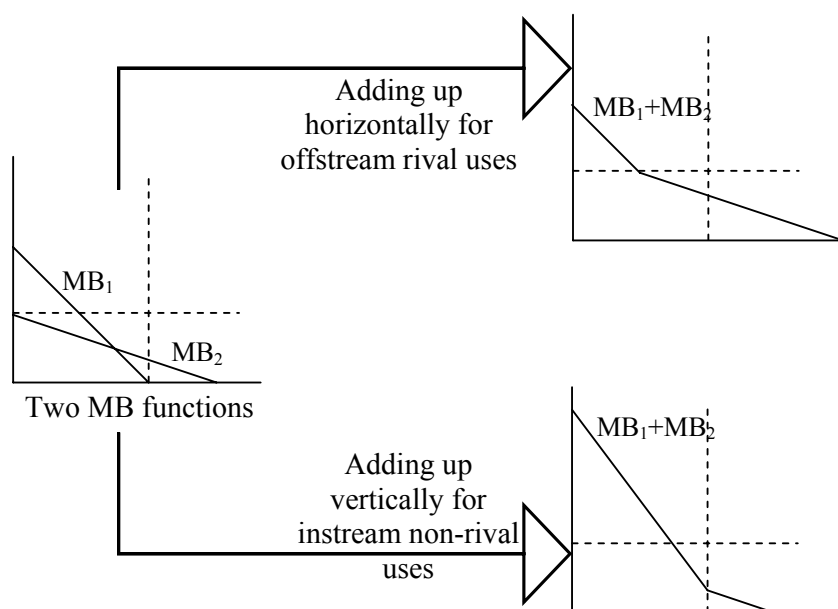 Adding up
horizontally for
offstream rival uses
MB₁+MB₂
MB₁
MB₂
Two MB functions
Adding up
vertically for
instream non-rival
uses
MB₁+MB₂